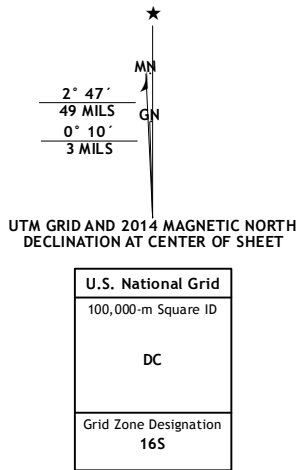 MN
2° 47´
49 MILS
GN
0° 10´
3 MILS
UTM GRID AND 2014 MAGNETIC NORTH
DECLINATION AT CENTER OF SHEET
U.S. National Grid
100,000-m Square ID
DC
Grid Zone Designation
16S